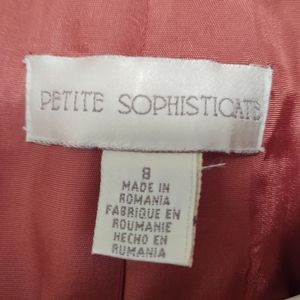 PETITE SOPHISTICATE
8
MADE IN
ROMANIA
FABRIQUE EN
ROUMANIE
HECHO EN
RUMANIA